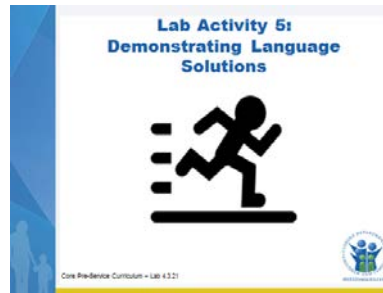 Lab Activity 5:
Demonstrating Language
Solutions
Core Pre-Service Curriculum – Lab 4.3.21